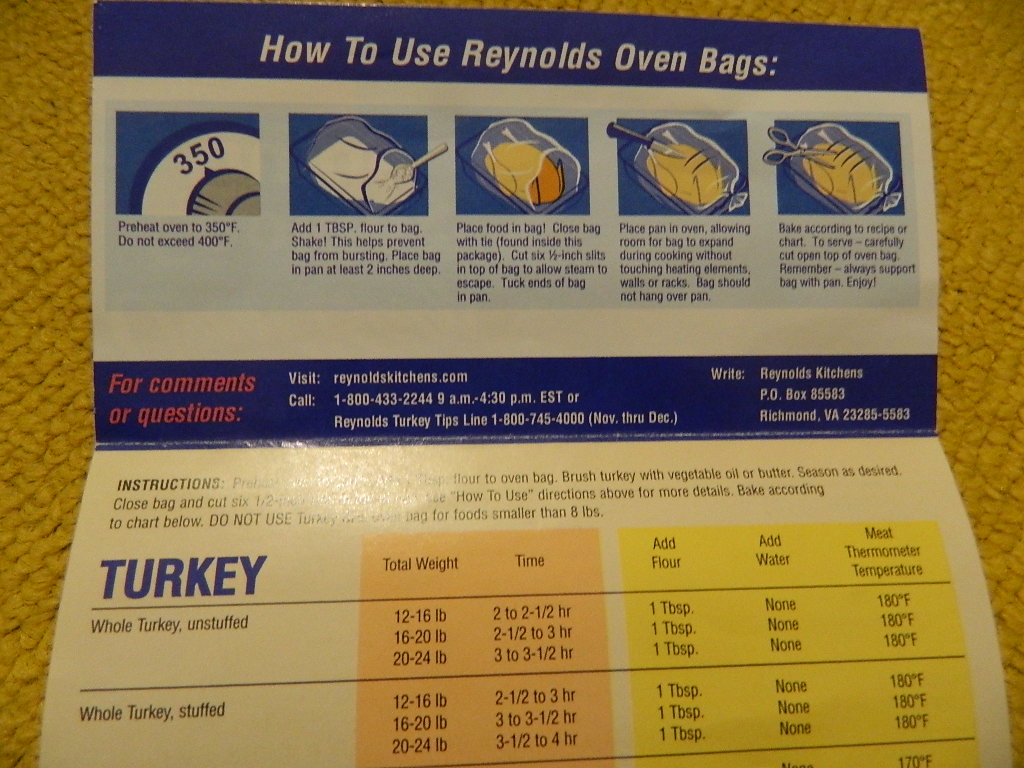 How To Use Reynolds Oven Bags:
350
Preheat oven to 350°F.
Do not exceed 400°F.
Add 1 TBSP. flour to bag.
Shake! This helps prevent
bag from bursting. Place bag
in pan at least 2 inches deep.
Place food in bag! Close bag
with tie (found inside this
package). Cut six ½-inch slits
in top of bag to allow steam to
escape. Tuck ends of bag
in pan.
Place pan in oven, allowing
room for bag to expand
during cooking without
touching heating elements,
walls or racks. Bag should
not hang over pan.
Bake according to recipe or
chart. To serve – carefully
cut open top of oven bag.
Remember – always support
bag with pan. Enjoy!
For comments
or questions:
Visit: reynoldskitchens.com
Call: 1-800-433-2244 9 a.m.-4:30 p.m. EST or
Reynolds Turkey Tips Line 1-800-745-4000 (Nov. thru Dec.)
Write: Reynolds Kitchens
P.O. Box 85583
Richmond, VA 23285-5583
INSTRUCTIONS: flour to oven bag. Brush turkey with vegetable oil or butter. Season as desired.
Close bag and cut six "How To Use" directions above for more details. Bake according
to chart below. DO NOT USE Turkey bag for foods smaller than 8 lbs.
TURKEY Total Weight Time Add Flour Add Water Meat Thermometer Temperature
Whole Turkey, unstuffed 12-16 lb 2 to 2-1/2 hr 1 Tbsp. None 180°F
16-20 lb 2-1/2 to 3 hr 1 Tbsp. None 180°F
20-24 lb 3 to 3-1/2 hr 1 Tbsp. None 180°F
Whole Turkey, stuffed 12-16 lb 2-1/2 to 3 hr 1 Tbsp. None 180°F
16-20 lb 3 to 3-1/2 hr 1 Tbsp. None 180°F
20-24 lb 3-1/2 to 4 hr 1 Tbsp. None 180°F
None 170°F